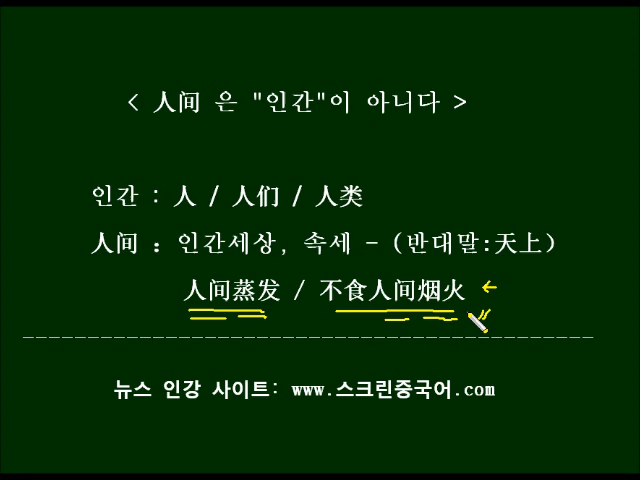 < 人间 은 "인간"이 아니다 >
인간 : 人 / 人们 / 人类
人间 : 인간세상, 속세 - (반대말:天上)
人间蒸发 / 不食人间烟火 ←
뉴스 인강 사이트: www.스크린중국어.com